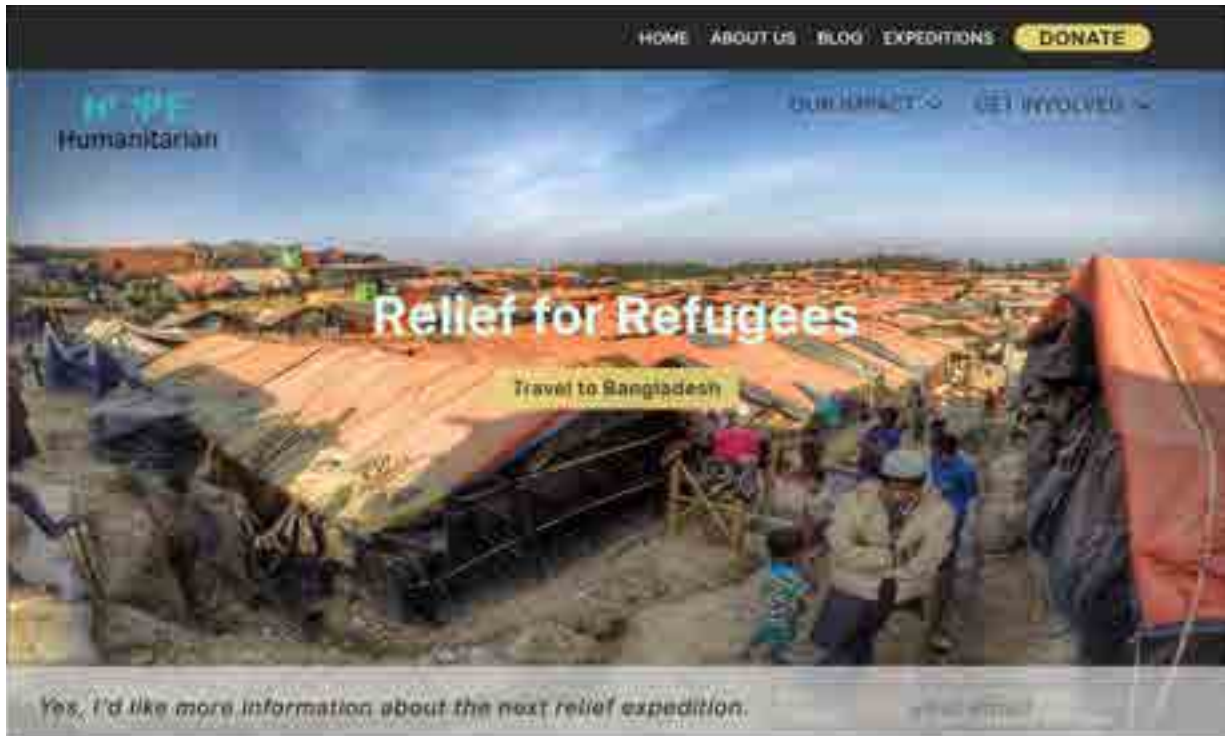 HOME ABOUT US BLOG EXPEDITIONS DONATE
HOPE
Humanitarian
OUR IMPACT GET INVOLVED
Relief for Refugees
Travel to Bangladesh
Yes, I'd like more information about the next relief expedition.